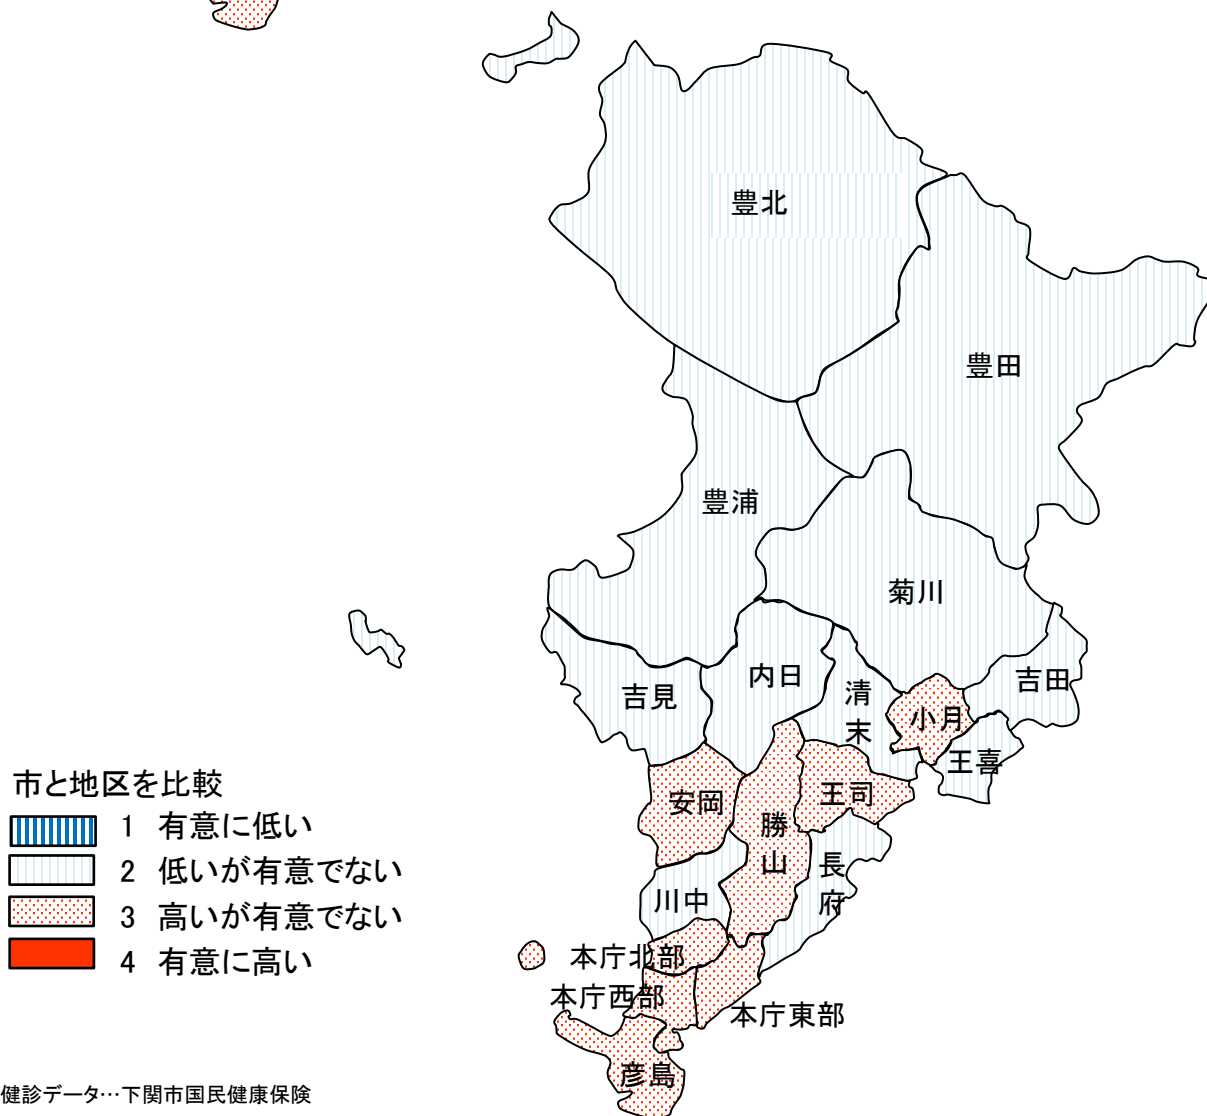 豊北
豊田
豊浦
菊川
吉田
内日
吉見
清末
小月
王喜
市と地区を比較
1 有意に低い
2 低いが有意でない
3 高いが有意でない
4 有意に高い
安岡
王司
勝山
長府
川中
本庁北部
本庁西部
本庁東部
彦島
健診データ…下関市国民健康保険